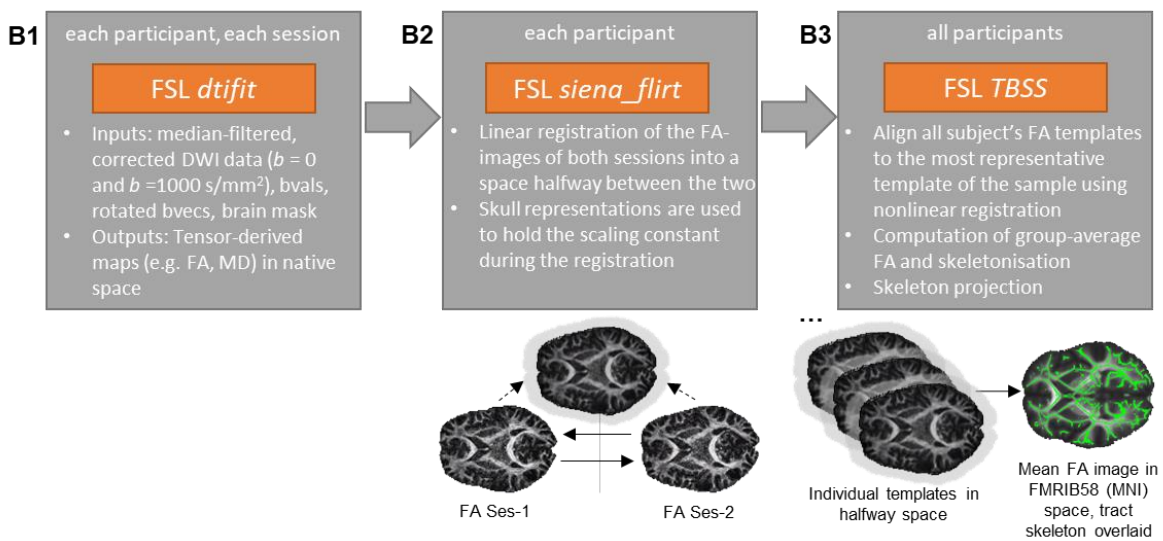 B1
each participant, each session
FSL dtifit
• Inputs: median-filtered,
corrected DWI data (b = 0
and b =1000 s/mm²), bvals,
rotated bvecs, brain mask
• Outputs: Tensor-derived
maps (e.g. FA, MD) in native
space
B2
each participant
FSL siena_flirt
• Linear registration of the FA-
images of both sessions into a
space halfway between the two
• Skull representations are used
to hold the scaling constant
during the registration
B3
all participants
FSL TBSS
• Align all subject's FA templates
to the most representative
template of the sample using
nonlinear registration
• Computation of group-average
FA and skeletonisation
• Skeleton projection
FA Ses-1
FA Ses-2
...
Individual templates in
halfway space
Mean FA image in
FMRIB58 (MNI)
space, tract
skeleton overlaid